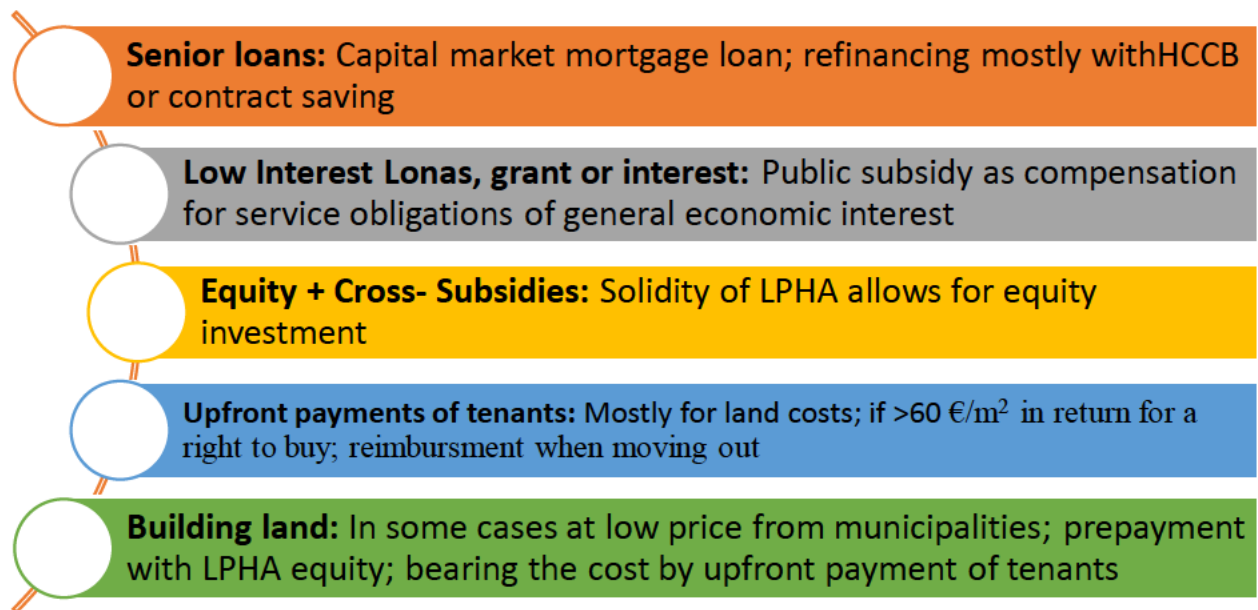 Senior loans: Capital market mortgage loan; refinancing mostly withHCCB
or contract saving
Low Interest Lonas, grant or interest: Public subsidy as compensation
for service obligations of general economic interest
Equity + Cross- Subsidies: Solidity of LPHA allows for equity
investment
Upfront payments of tenants: Mostly for land costs; if >60 €/m² in return for a
right to buy; reimbursment when moving out
Building land: In some cases at low price from municipalities; prepayment
with LPHA equity; bearing the cost by upfront payment of tenants